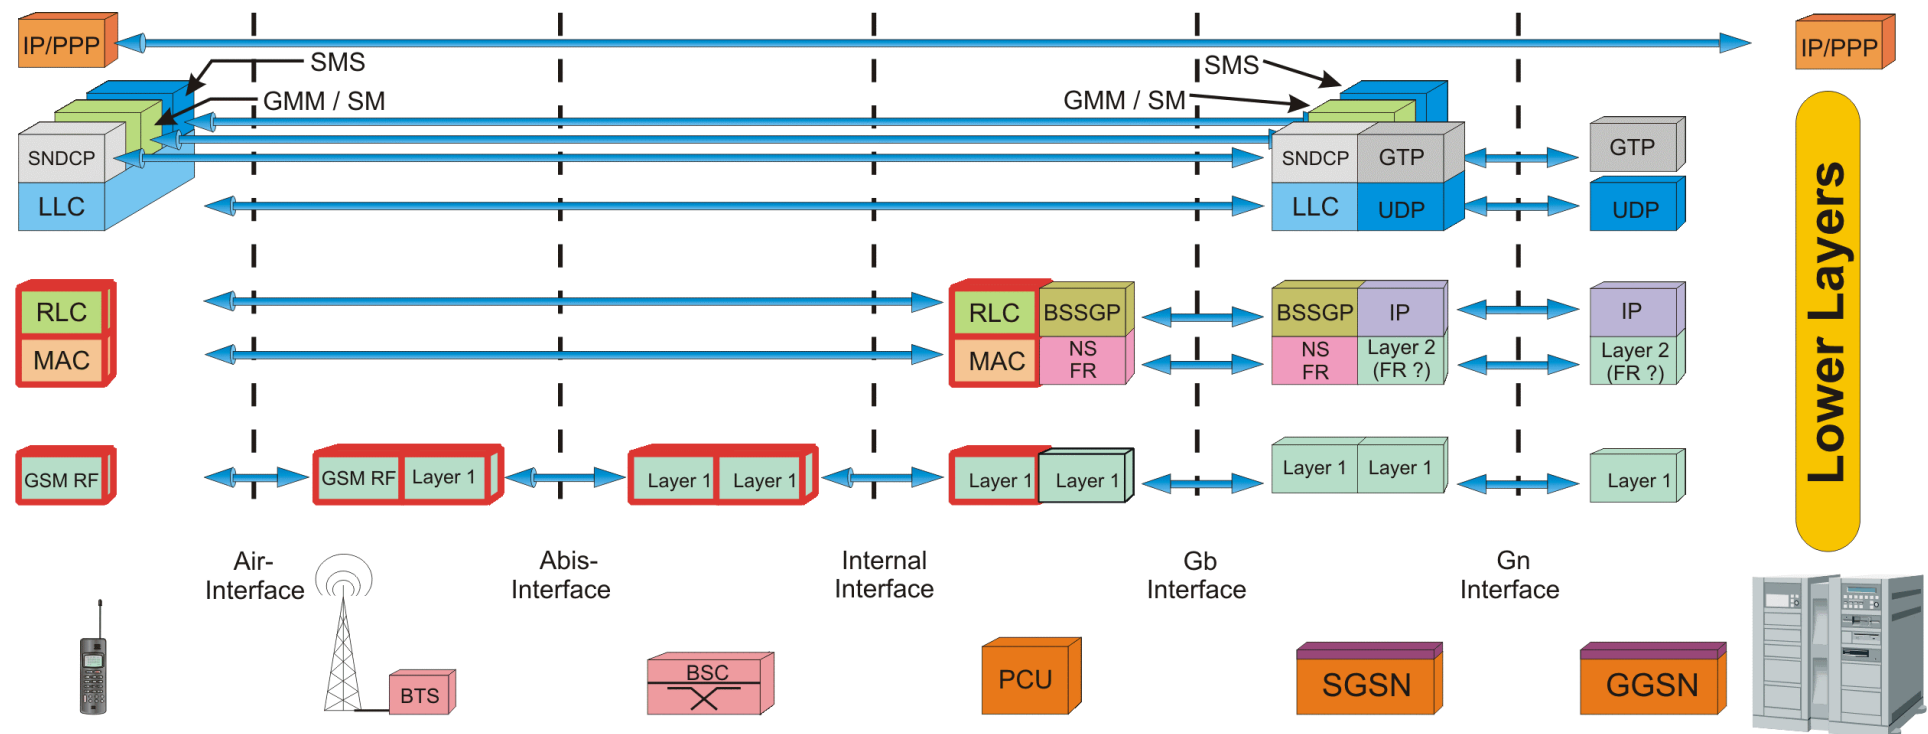 IP/PPP
IP/PPP
SMS
SMS
GMM / SM
GMM / SM
SNDCP
SNDCP
GTP
GTP
LLC
LLC
UDP
UDP
Lower Layers
RLC
RLC
BSSGP
BSSGP
IP
IP
MAC
MAC
NS
FR
NS
FR
Layer 2
(FR ?)
Layer 2
(FR ?)
GSM RF
GSM RF
Layer 1
Layer 1
Layer 1
Layer 1
Layer 1
Layer 1
Layer 1
Layer 1
Air-
Interface
Abis-
Interface
Internal
Interface
Gb
Interface
Gn
Interface
BTS
BSC
PCU
SGSN
GGSN